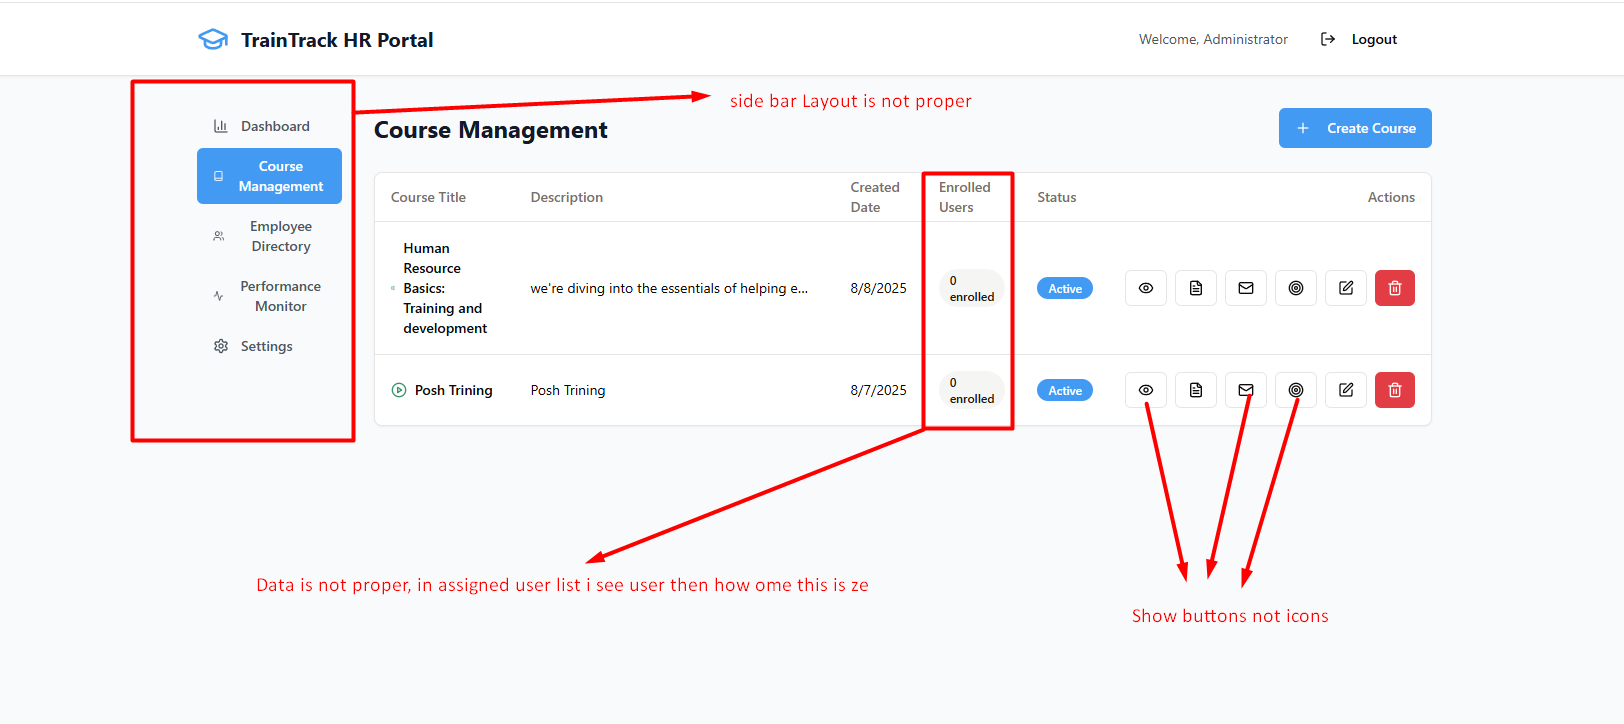 TrainTrack HR Portal
Welcome, Administrator
Logout
side bar Layout is not proper
Dashboard
Course
Management
Employee
Directory
Performance
Monitor
Settings
Course Management
Create Course
Course Title
Description
Created
Date
Enrolled
Users
Status
Actions
Human
Resource
Basics:
Training and
development
we're diving into the essentials of helping e...
8/8/2025
0
enrolled
Active
Posh Trining
Posh Trining
8/7/2025
0
enrolled
Active
Data is not proper, in assigned user list i see user then how ome this is ze
Show buttons not icons